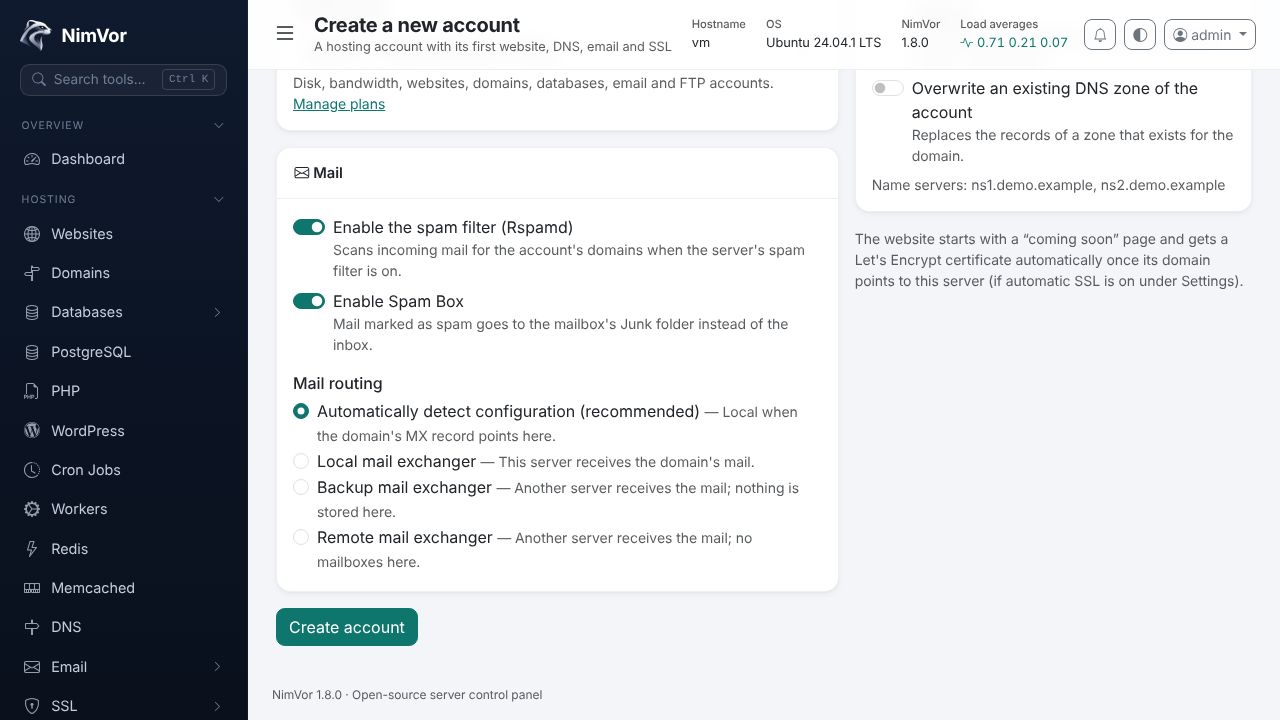 NimVor
Search tools...
Ctrl K
OVERVIEW
Dashboard
HOSTING
Websites
Domains
Databases
PostgreSQL
PHP
WordPress
Cron Jobs
Workers
Redis
Memcached
DNS
Email
SSL
Create a new account
A hosting account with its first website, DNS, email and SSL
Hostname
vm
OS
Ubuntu 24.04.1 LTS
NimVor
1.8.0
Load averages
0.71 0.21 0.07
admin
Disk, bandwidth, websites, domains, databases, email and FTP accounts.
Manage plans
Mail
Enable the spam filter (Rspamd)
Scans incoming mail for the account's domains when the server's spam
filter is on.
Enable Spam Box
Mail marked as spam goes to the mailbox's Junk folder instead of the
inbox.
Mail routing
Automatically detect configuration (recommended) — Local when
the domain's MX record points here.
Local mail exchanger — This server receives the domain's mail.
Backup mail exchanger — Another server receives the mail; nothing is
stored here.
Remote mail exchanger — Another server receives the mail; no
mailboxes here.
Create account
Overwrite an existing DNS zone of the
account
Replaces the records of a zone that exists for the
domain.
Name servers: ns1.demo.example, ns2.demo.example
The website starts with a “coming soon” page and gets a
Let's Encrypt certificate automatically once its domain
points to this server (if automatic SSL is on under Settings).
NimVor 1.8.0 · Open-source server control panel